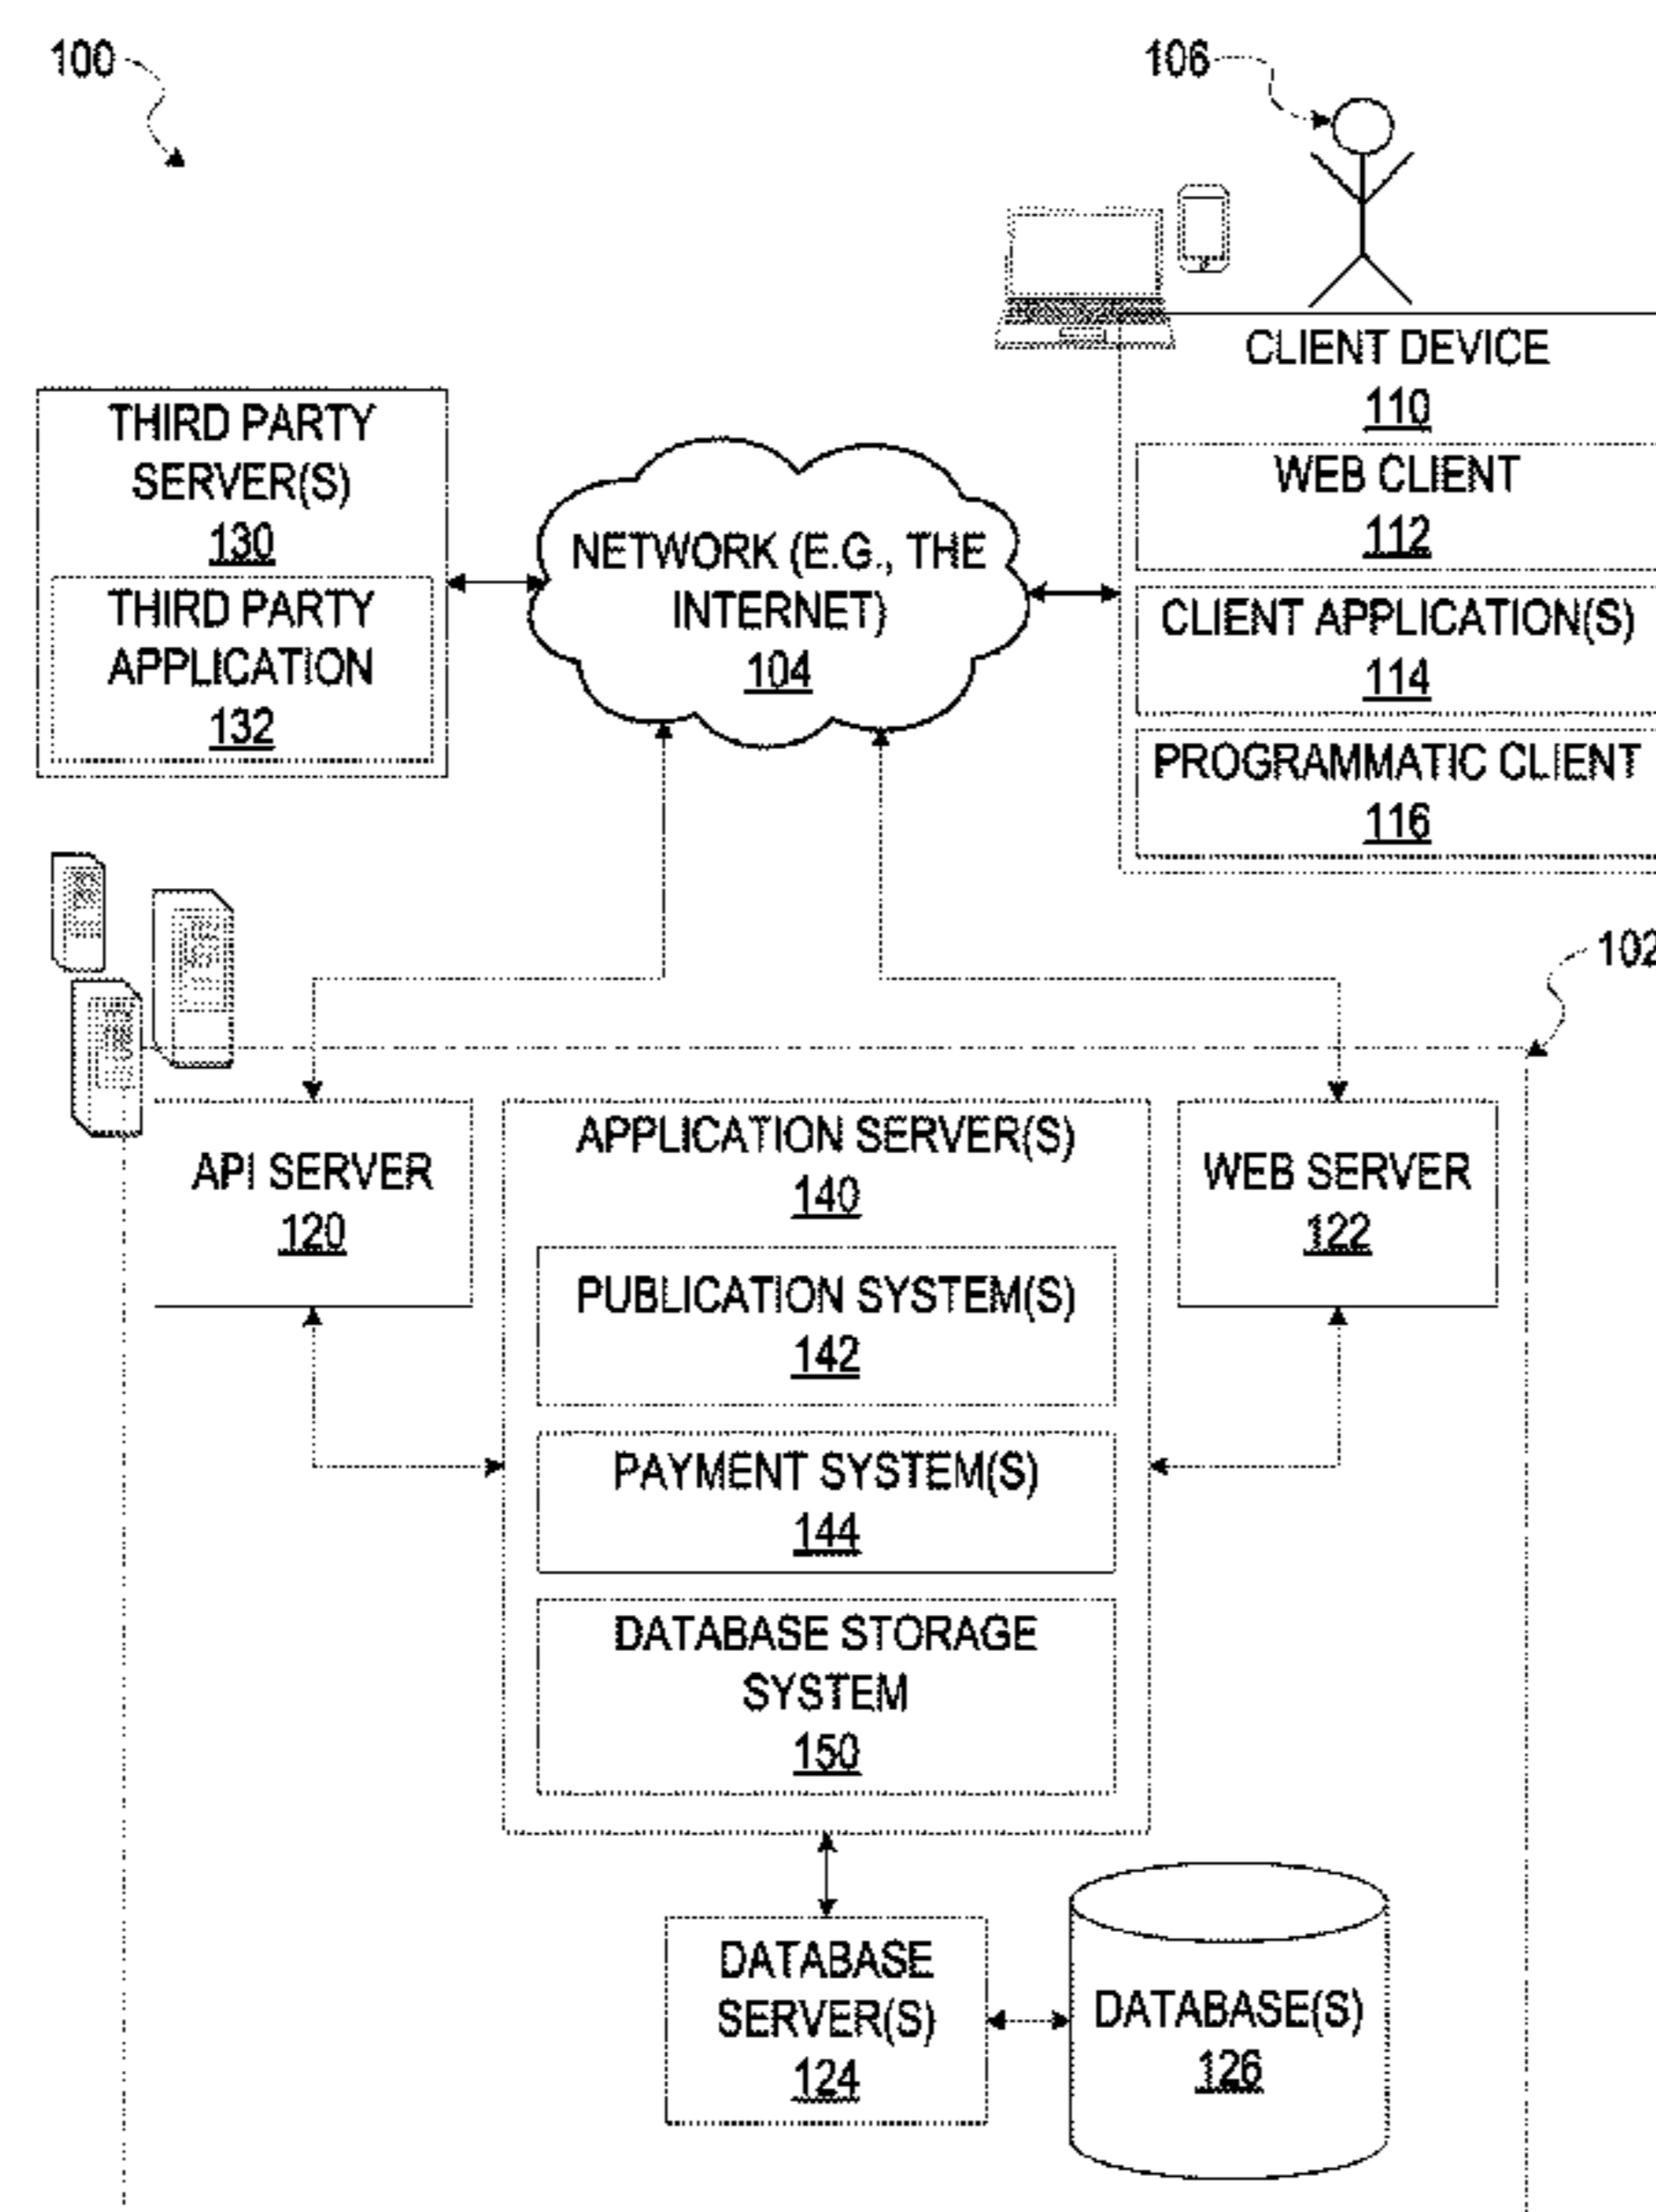 100
106
CLIENT DEVICE
110
WEB CLIENT
112
CLIENT APPLICATION(S)
114
PROGRAMMATIC CLIENT
116
THIRD PARTY
SERVER(S)
130
THIRD PARTY
APPLICATION
132
NETWORK (E.G., THE
INTERNET)
104
102
API SERVER
120
APPLICATION SERVER(S)
140
PUBLICATION SYSTEM(S)
142
PAYMENT SYSTEM(S)
144
DATABASE STORAGE
SYSTEM
150
WEB SERVER
122
DATABASE
SERVER(S)
124
DATABASE(S)
126